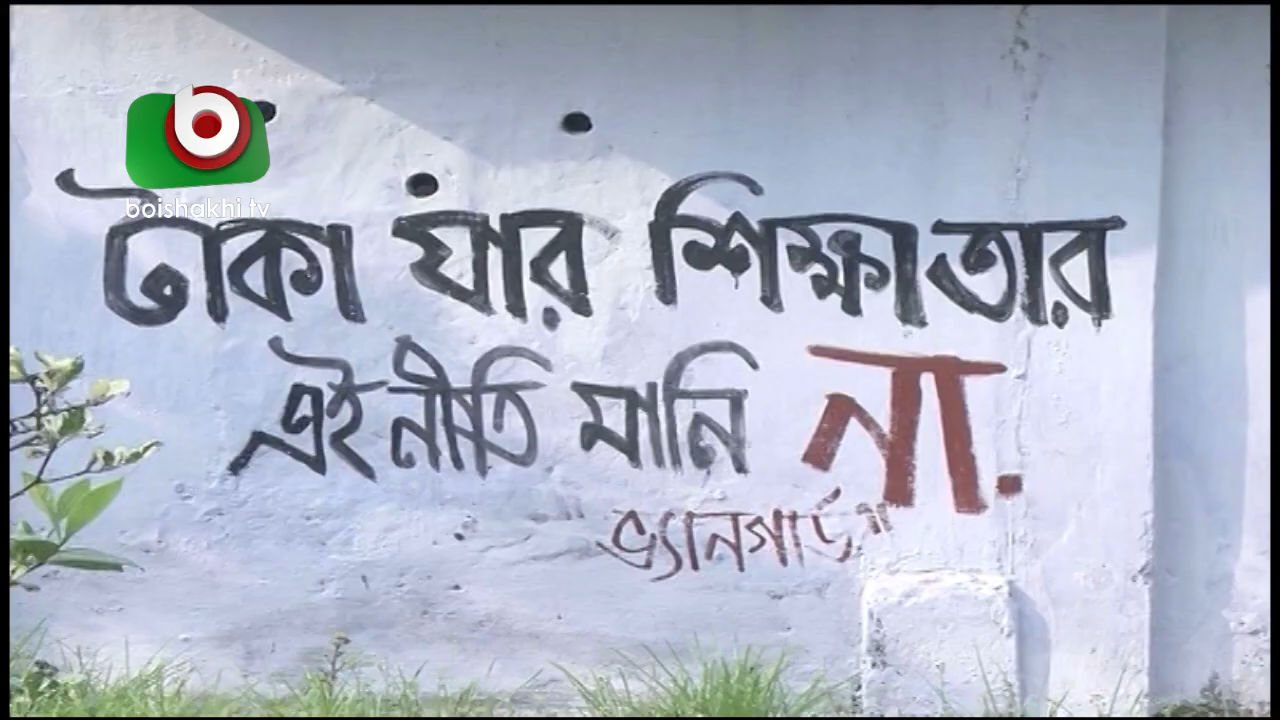 boishakhi tv
টাকা যার শিক্ষা তার
এই নীতি মানি না.
"ভ্যানগার্ড"